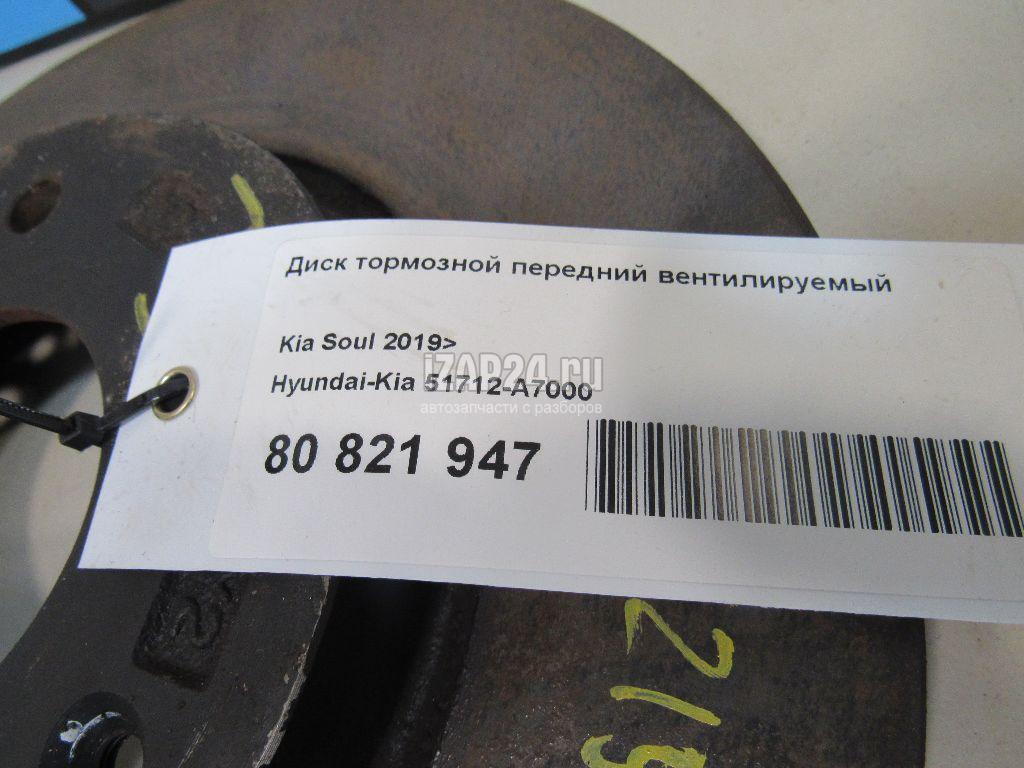 Диск тормозной передний вентилируемый
Kia Soul 2019>
iZAP24.ru
Hyundai-Kia 51712-A7000
автозапчасти с разборов
80 821 947